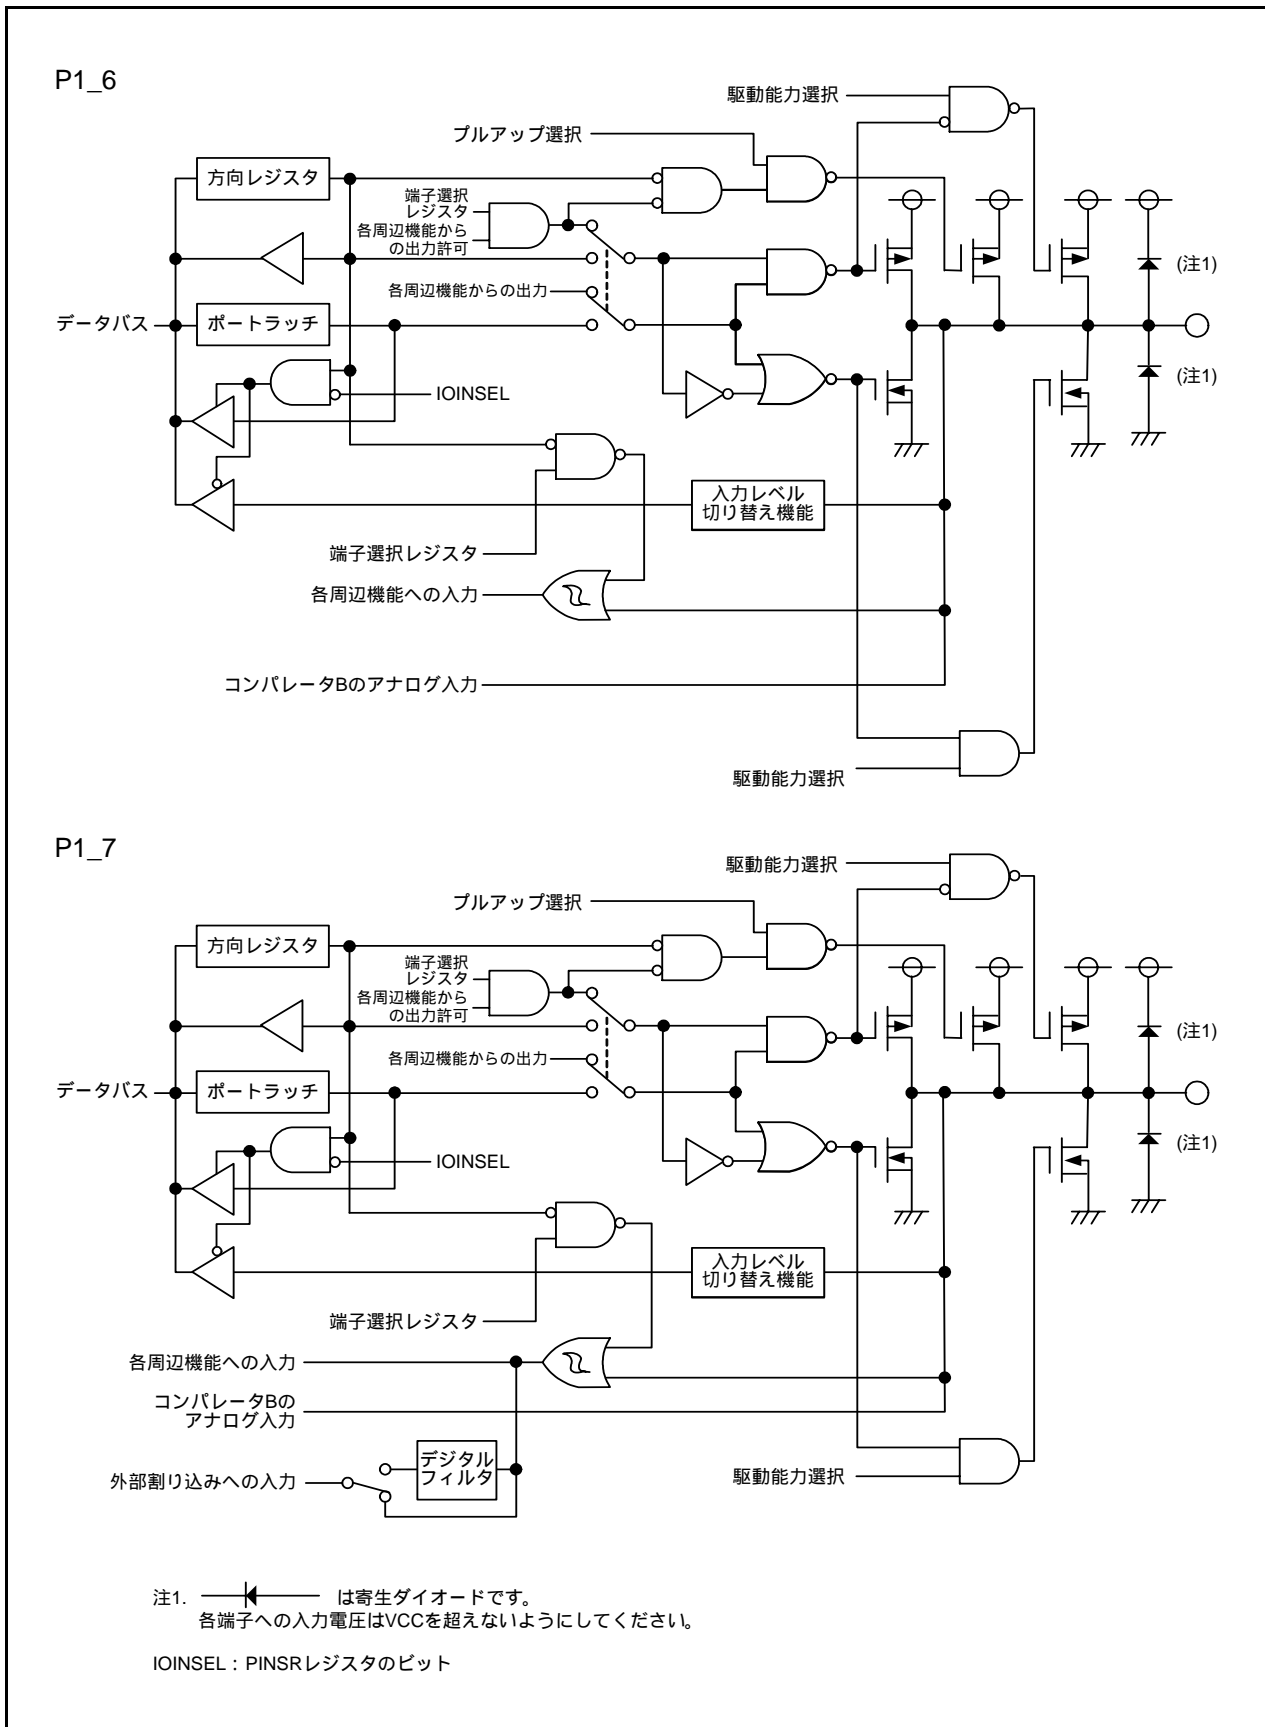 P1_6
駆動能力選択
プルアップ選択
方向レジスタ
端子選択
レジスタ
各周辺機能から
の出力許可
(注1)
各周辺機能からの出力
データバス
ポートラッチ
(注1)
IOINSEL
入力レベル
切り替え機能
端子選択レジスタ
各周辺機能への入力
コンパレータBのアナログ入力
駆動能力選択
P1_7
駆動能力選択
プルアップ選択
方向レジスタ
端子選択
レジスタ
各周辺機能から
の出力許可
(注1)
各周辺機能からの出力
データバス
ポートラッチ
(注1)
IOINSEL
入力レベル
切り替え機能
端子選択レジスタ
各周辺機能への入力
コンパレータBの
アナログ入力
デジタル
フィルタ
外部割り込みへの入力
駆動能力選択
注1. は寄生ダイオードです。
各端子への入力電圧はVCCを超えないようにしてください。
IOINSEL：PINSRレジスタのビット